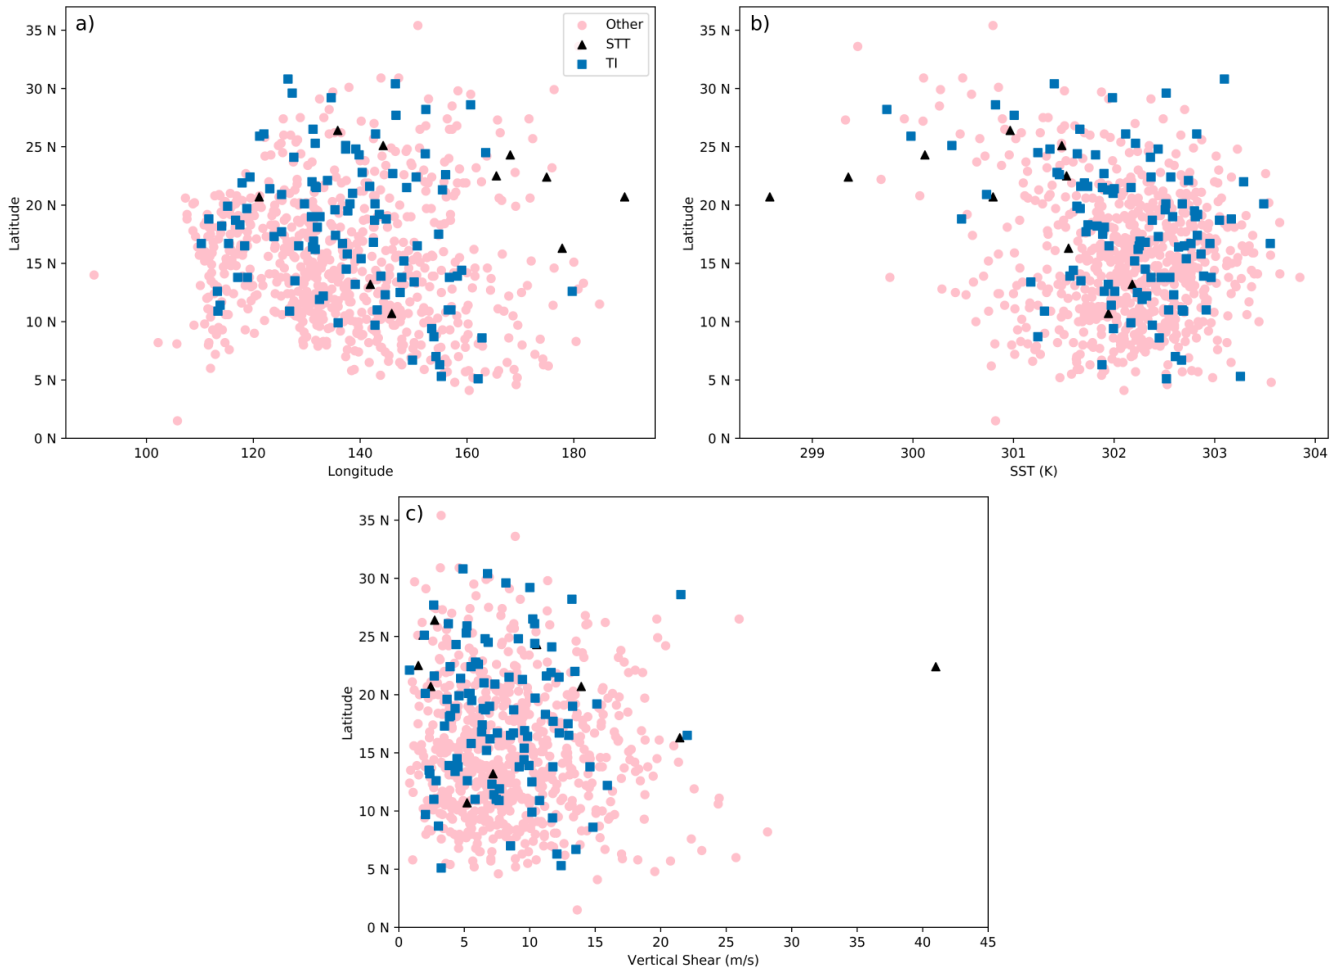 a)
Other
STT
TI
35 N
30 N
25 N
20 N
15 N
10 N
5 N
0 N
Latitude
100
120
140
160
180
Longitude
b)
35 N
30 N
25 N
20 N
15 N
10 N
5 N
0 N
Latitude
299
300
301
302
303
304
SST (K)
c)
35 N
30 N
25 N
20 N
15 N
10 N
5 N
0 N
Latitude
0
5
10
15
20
25
30
35
40
45
Vertical Shear (m/s)